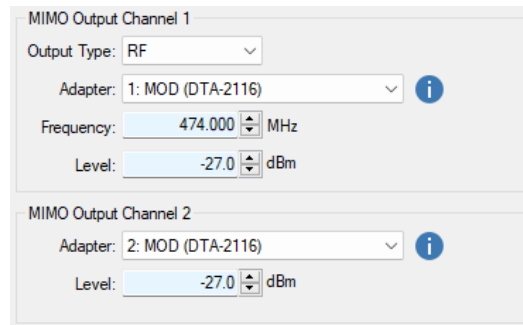 MIMO Output Channel 1
Output Type: RF
Adapter: 1: MOD (DTA-2116)
Frequency: 474.000 MHz
Level: -27.0 dBm
MIMO Output Channel 2
Adapter: 2: MOD (DTA-2116)
Level: -27.0 dBm